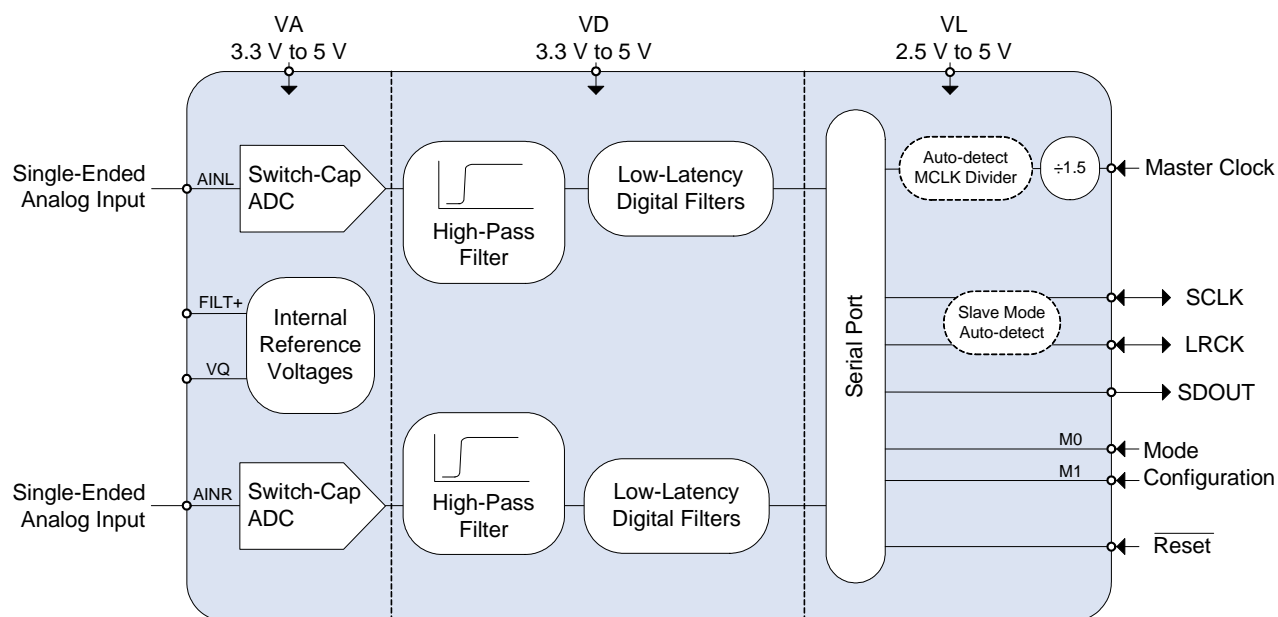 VA
3.3 V to 5 V
VD
3.3 V to 5 V
VL
2.5 V to 5 V
Single-Ended
Analog Input
AINL
Switch-Cap
ADC
High-Pass
Filter
Low-Latency
Digital Filters
Serial Port
Auto-detect
MCLK Divider
÷1.5
Master Clock
FILT+
VQ
Internal
Reference
Voltages
Slave Mode
Auto-detect
SCLK
LRCK
SDOUT
M0
M1
Mode
Configuration
Reset
Single-Ended
Analog Input
AINR
Switch-Cap
ADC
High-Pass
Filter
Low-Latency
Digital Filters